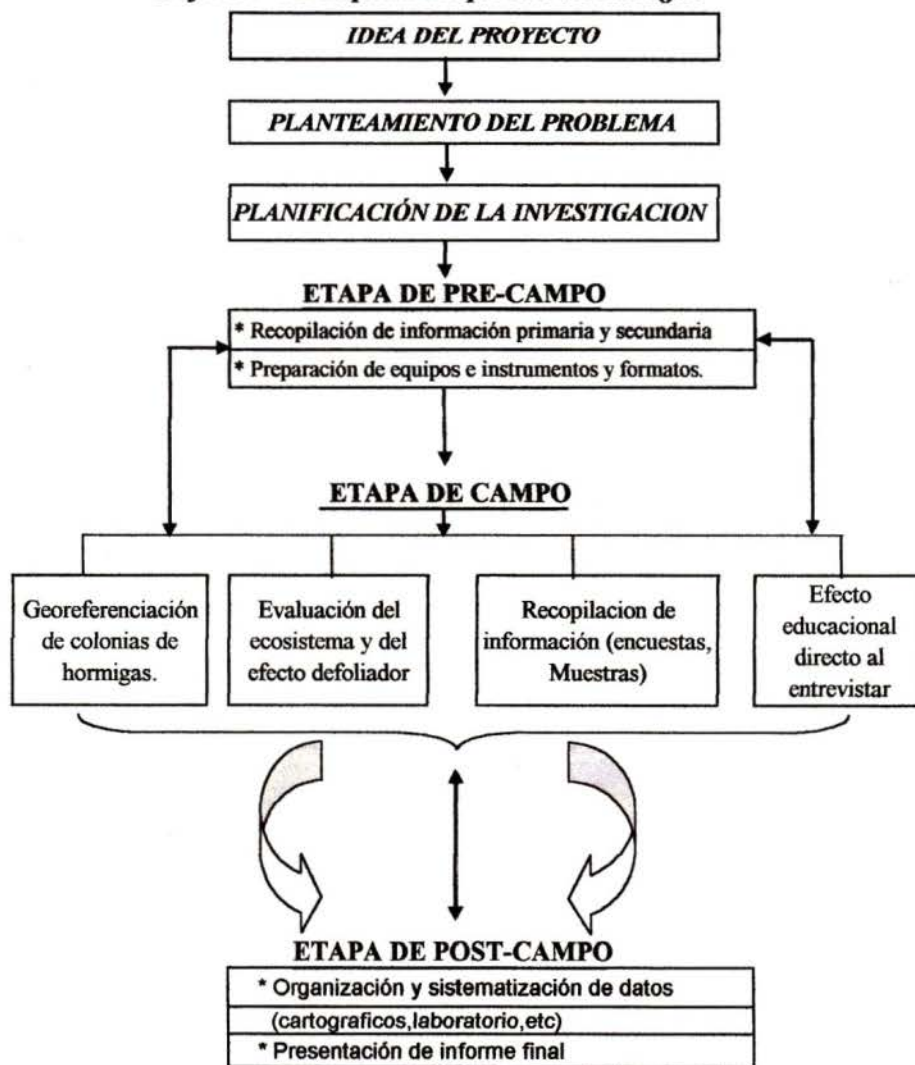 IDEA DEL PROYECTO
PLANTEAMIENTO DEL PROBLEMA
PLANIFICACIÓN DE LA INVESTIGACION
ETAPA DE PRE-CAMPO
* Recopilación de información primaria y secundaria
* Preparación de equipos e instrumentos y formatos.
ETAPA DE CAMPO
Georeferenciación
de colonias de
hormigas.
Evaluación del
ecosistema y del
efecto defoliador
Recopilacion de
información (encuestas,
Muestras)
Efecto
educacional
directo al
entrevistar
ETAPA DE POST-CAMPO
* Organización y sistematización de datos
(cartograficos,laboratorio,etc)
* Presentación de informe final